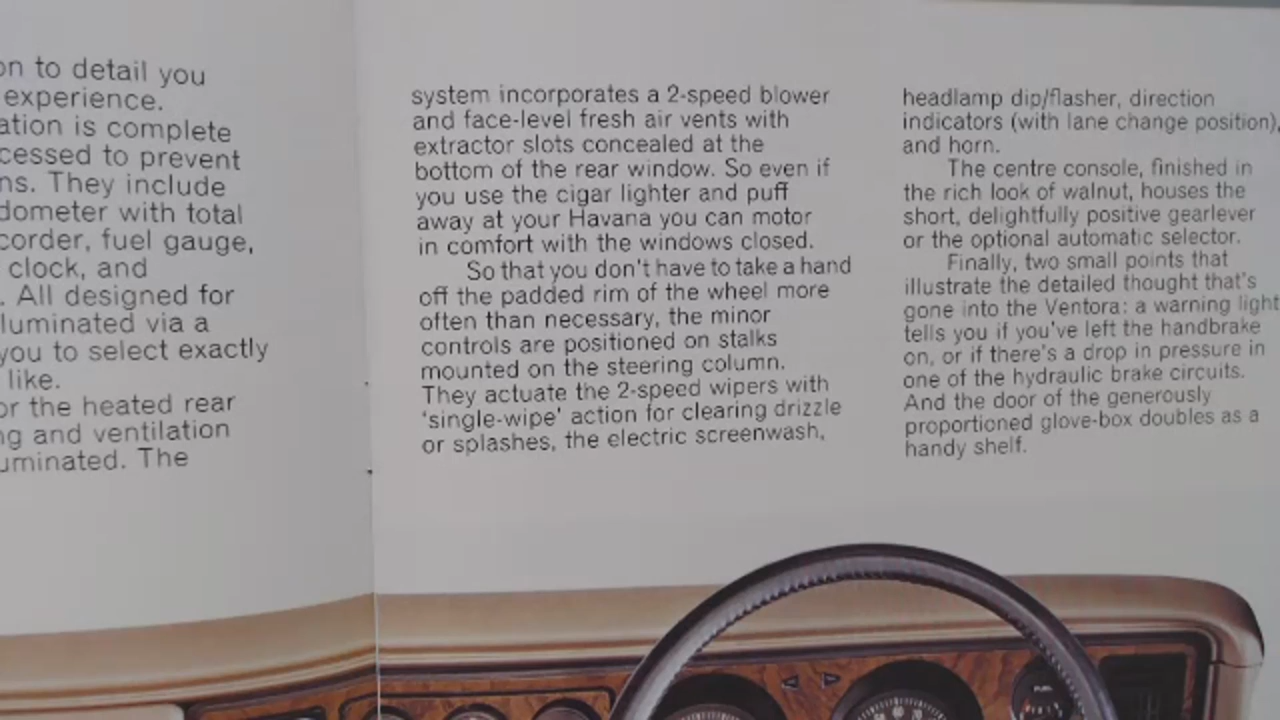 on to detail you
experience.
ation is complete
cessed to prevent
ns. They include
dometer with total
corder, fuel gauge,
clock, and
. All designed for
luminated via a
you to select exactly
like.
or the heated rear
ng and ventilation
uminated. The
system incorporates a 2-speed blower
and face-level fresh air vents with
extractor slots concealed at the
bottom of the rear window. So even if
you use the cigar lighter and puff
away at your Havana you can motor
in comfort with the windows closed.
So that you don't have to take a hand
off the padded rim of the wheel more
often than necessary, the minor
controls are positioned on stalks
mounted on the steering column.
They actuate the 2-speed wipers with
'single-wipe' action for clearing drizzle
or splashes, the electric screenwash,
headlamp dip/flasher, direction
indicators (with lane change position),
and horn.
The centre console, finished in
the rich look of walnut, houses the
short, delightfully positive gearlever
or the optional automatic selector.
Finally, two small points that
illustrate the detailed thought that's
gone into the Ventora: a warning light
tells you if you've left the handbrake
on, or if there's a drop in pressure in
one of the hydraulic brake circuits.
And the door of the generously
proportioned glove-box doubles as a
handy shelf.
FUEL